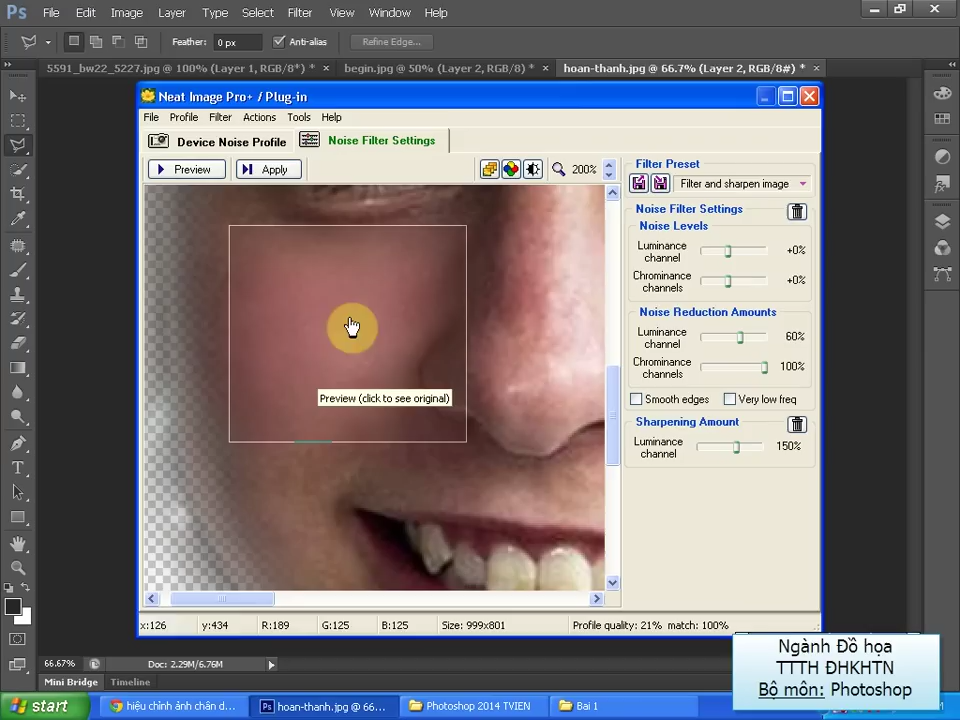 Ps File Edit Image Layer Type Select Filter View Window Help
Feather: 0 px Anti-alias Refine Edge...
5591_bw22_5227.jpg @ 100% (Layer 1, RGB/8*) * × begin.jpg @ 50% (Layer 2, RGB/8) * × hoan-thanh.jpg @ 66.7% (Layer 2, RGB/8#) * ×
Neat Image Pro+ / Plug-in
File Profile Filter Actions Tools Help
Device Noise Profile Noise Filter Settings
Preview Apply 200%
Filter Preset
Filter and sharpen image
Noise Filter Settings
Noise Levels
Luminance channel +0%
Chrominance channels +0%
Noise Reduction Amounts
Luminance channel 60%
Chrominance channels 100%
Smooth edges Very low freq
Sharpening Amount
Luminance channel 150%
Preview (click to see original)
x:126 y:434 R:189 G:125 B:125 Size: 999x801 Profile quality: 21% match: 100%
66.67% Doc: 2.29M/6.76M
Mini Bridge Timeline
Ngành Đồ họa
TTTH ĐHKHTN
Bộ môn: Photoshop
start hiệu chỉnh ảnh chân d... Ps hoan-thanh.jpg @ 66... Photoshop 2014 TVIEN Bai 1